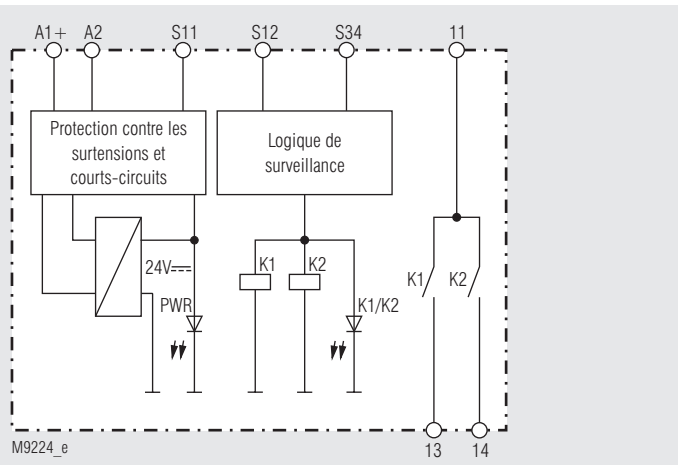 A1+ A2 S11 S12 S34 11
Protection contre les
surtensions et
courts-circuits
Logique de
surveillance
24V
PWR
K1
K2
K1/K2
K1
K2
13 14
M9224_e